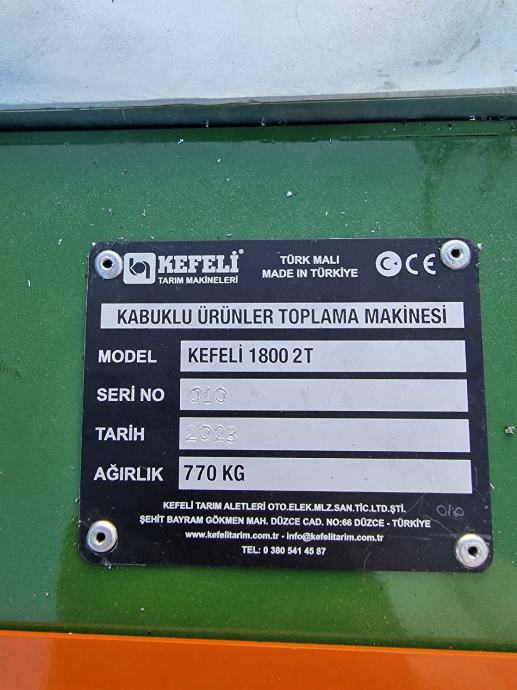 KEFELİ®
TARIM MAKİNELERİ
TÜRK MALI
MADE IN TÜRKİYE
CE
KABUKLU ÜRÜNLER TOPLAMA MAKİNESİ
MODEL KEFELİ 1800 2T
SERİ NO 010
TARİH 2023
AĞIRLIK 770 KG
KEFELİ TARIM ALETLERİ OTO.ELEK.MLZ.SAN.TİC.LTD.ŞTİ.
ŞEHİT BAYRAM GÖKMEN MAH. DÜZCE CAD. NO:66 DÜZCE - TÜRKİYE
www.kefelitarim.com.tr - info@kefelitarim.com.tr
TEL: 0 380 541 45 87
010